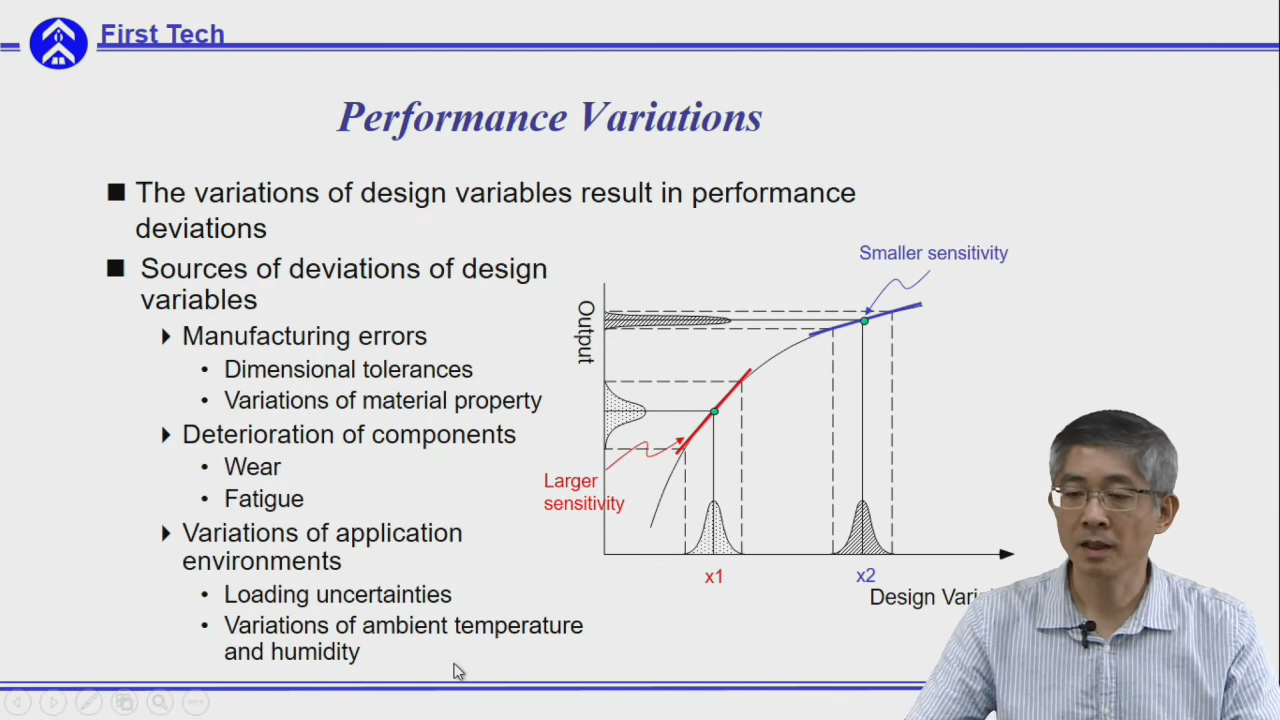 First Tech
Performance Variations
The variations of design variables result in performance
deviations
Sources of deviations of design
variables
Manufacturing errors
Dimensional tolerances
Variations of material property
Deterioration of components
Wear
Fatigue
Variations of application
environments
Loading uncertainties
Variations of ambient temperature
and humidity
Smaller sensitivity
Output
Larger
sensitivity
x1
x2
Design